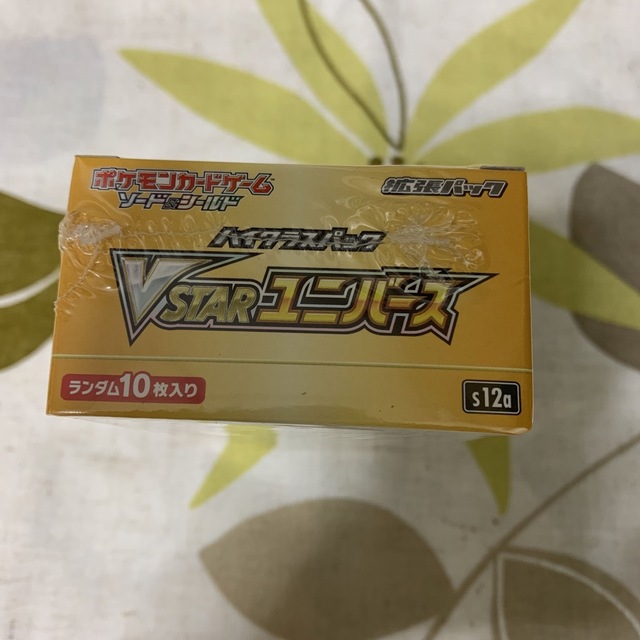 ポケモンカードゲーム
ソード&シールド
拡張パック
ハイクラスパック
VSTARユニバース
ランダム10枚入り
s12a